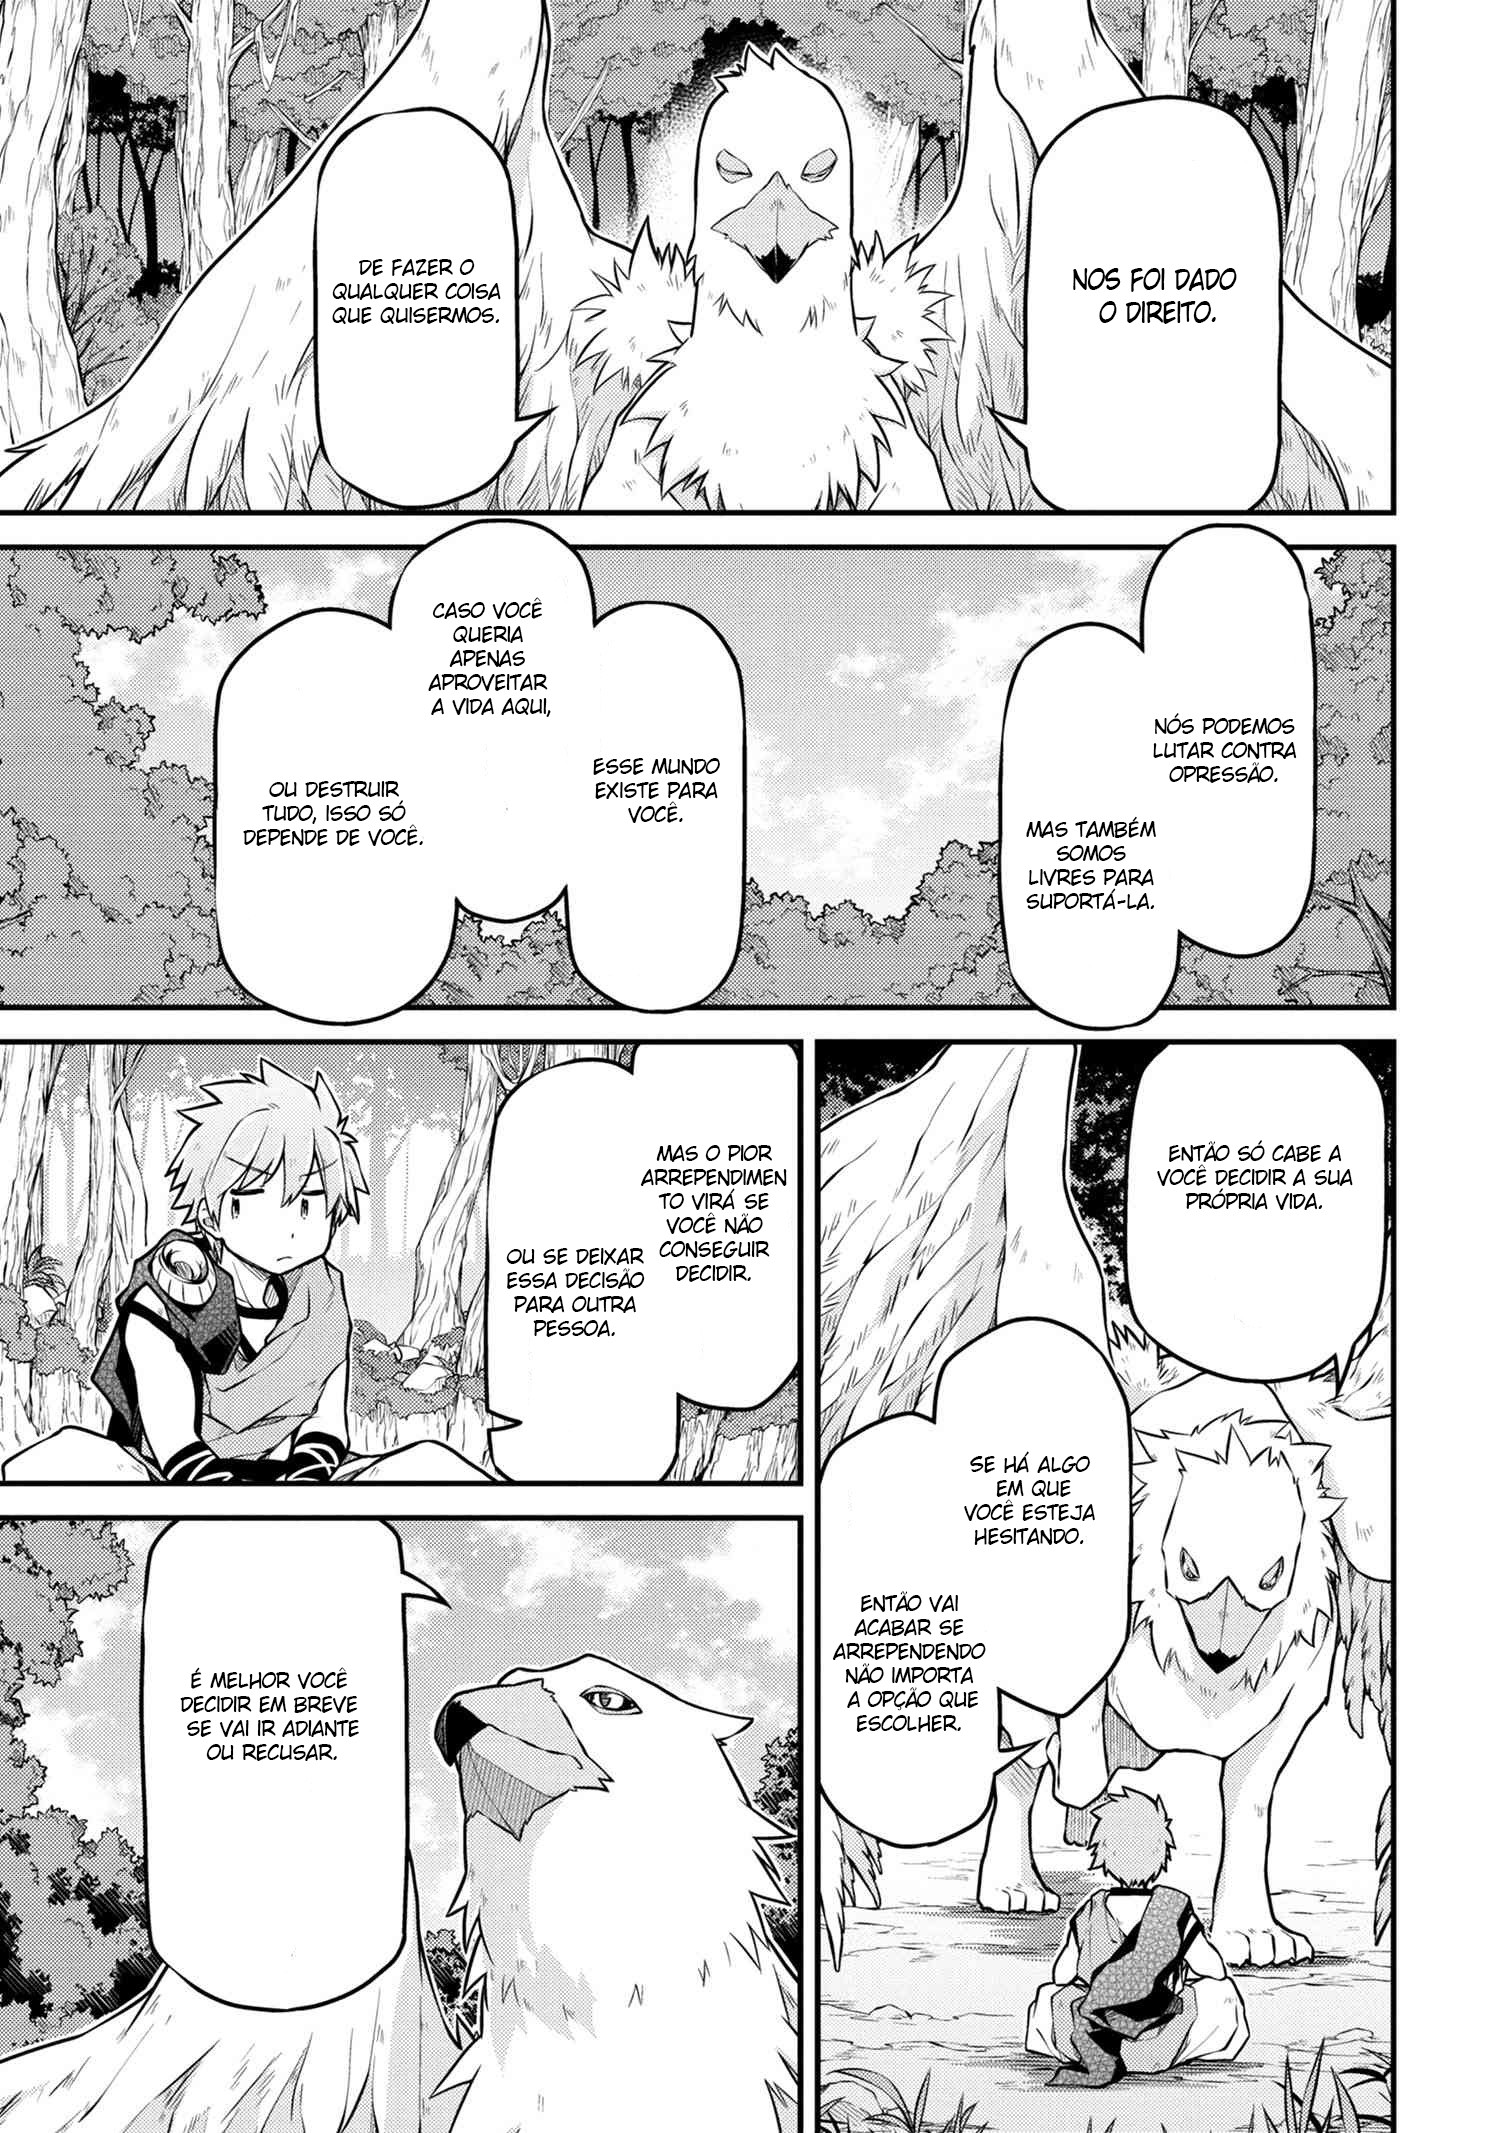 NOS FOI DADO
O DIREITO.
DE FAZER O
QUALQUER COISA
QUE QUISERMOS.
NÓS PODEMOS
LUTAR CONTRA
OPRESSÃO.
MAS TAMBÉM
SOMOS
LIVRES PARA
SUPORTÁ-LA.
ESSE MUNDO
EXISTE PARA
VOCÊ.
CASO VOCÊ
QUERIA
APENAS
APROVEITAR
A VIDA AQUI,
OU DESTRUIR
TUDO, ISSO SÓ
DEPENDE DE VOCÊ.
ENTÃO SÓ CABE A
VOCÊ DECIDIR A SUA
PRÓPRIA VIDA.
SE HÁ ALGO
EM QUE
VOCÊ ESTEJA
HESITANDO.
ENTÃO VAI
ACABAR SE
ARREPENDENDO
NÃO IMPORTA
A OPÇÃO QUE
ESCOLHER.
MAS O PIOR
ARREPENDIMEN
TO VIRÁ SE
VOCÊ NÃO
CONSEGUIR
DECIDIR.
OU SE DEIXAR
ESSA DECISÃO
PARA OUTRA
PESSOA.
É MELHOR VOCÊ
DECIDIR EM BREVE
SE VAI IR ADIANTE
OU RECUSAR.